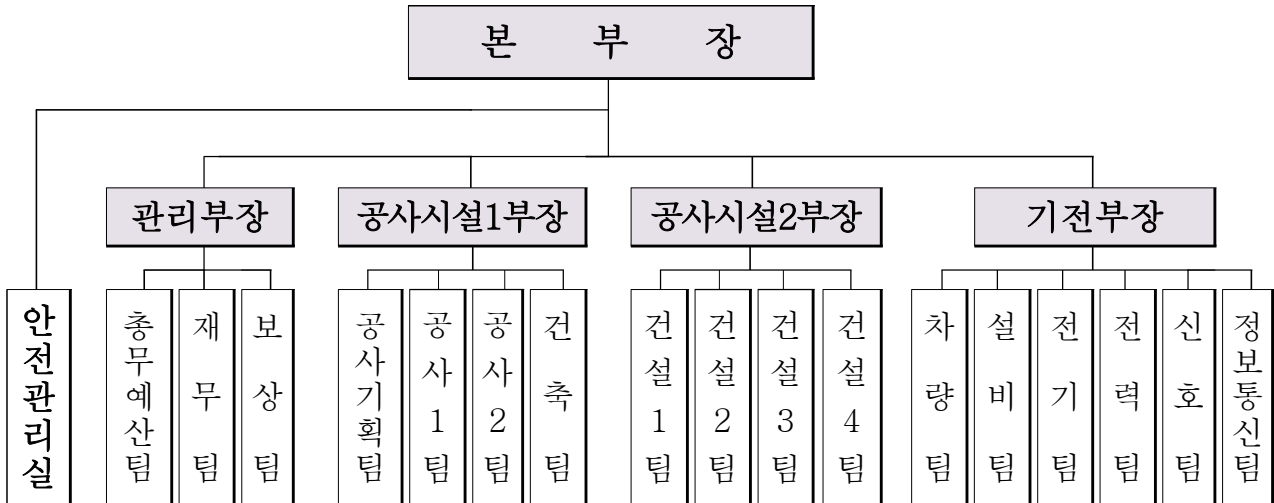 본 부 장
관리부장
공사시설1부장
공사시설2부장
기전부장
안전관리실
총무예산팀
재무팀
보상팀
공사기획팀
공사1팀
공사2팀
건축팀
건설1팀
건설2팀
건설3팀
건설4팀
차량팀
설비팀
전기팀
전력팀
신호팀
정보통신팀